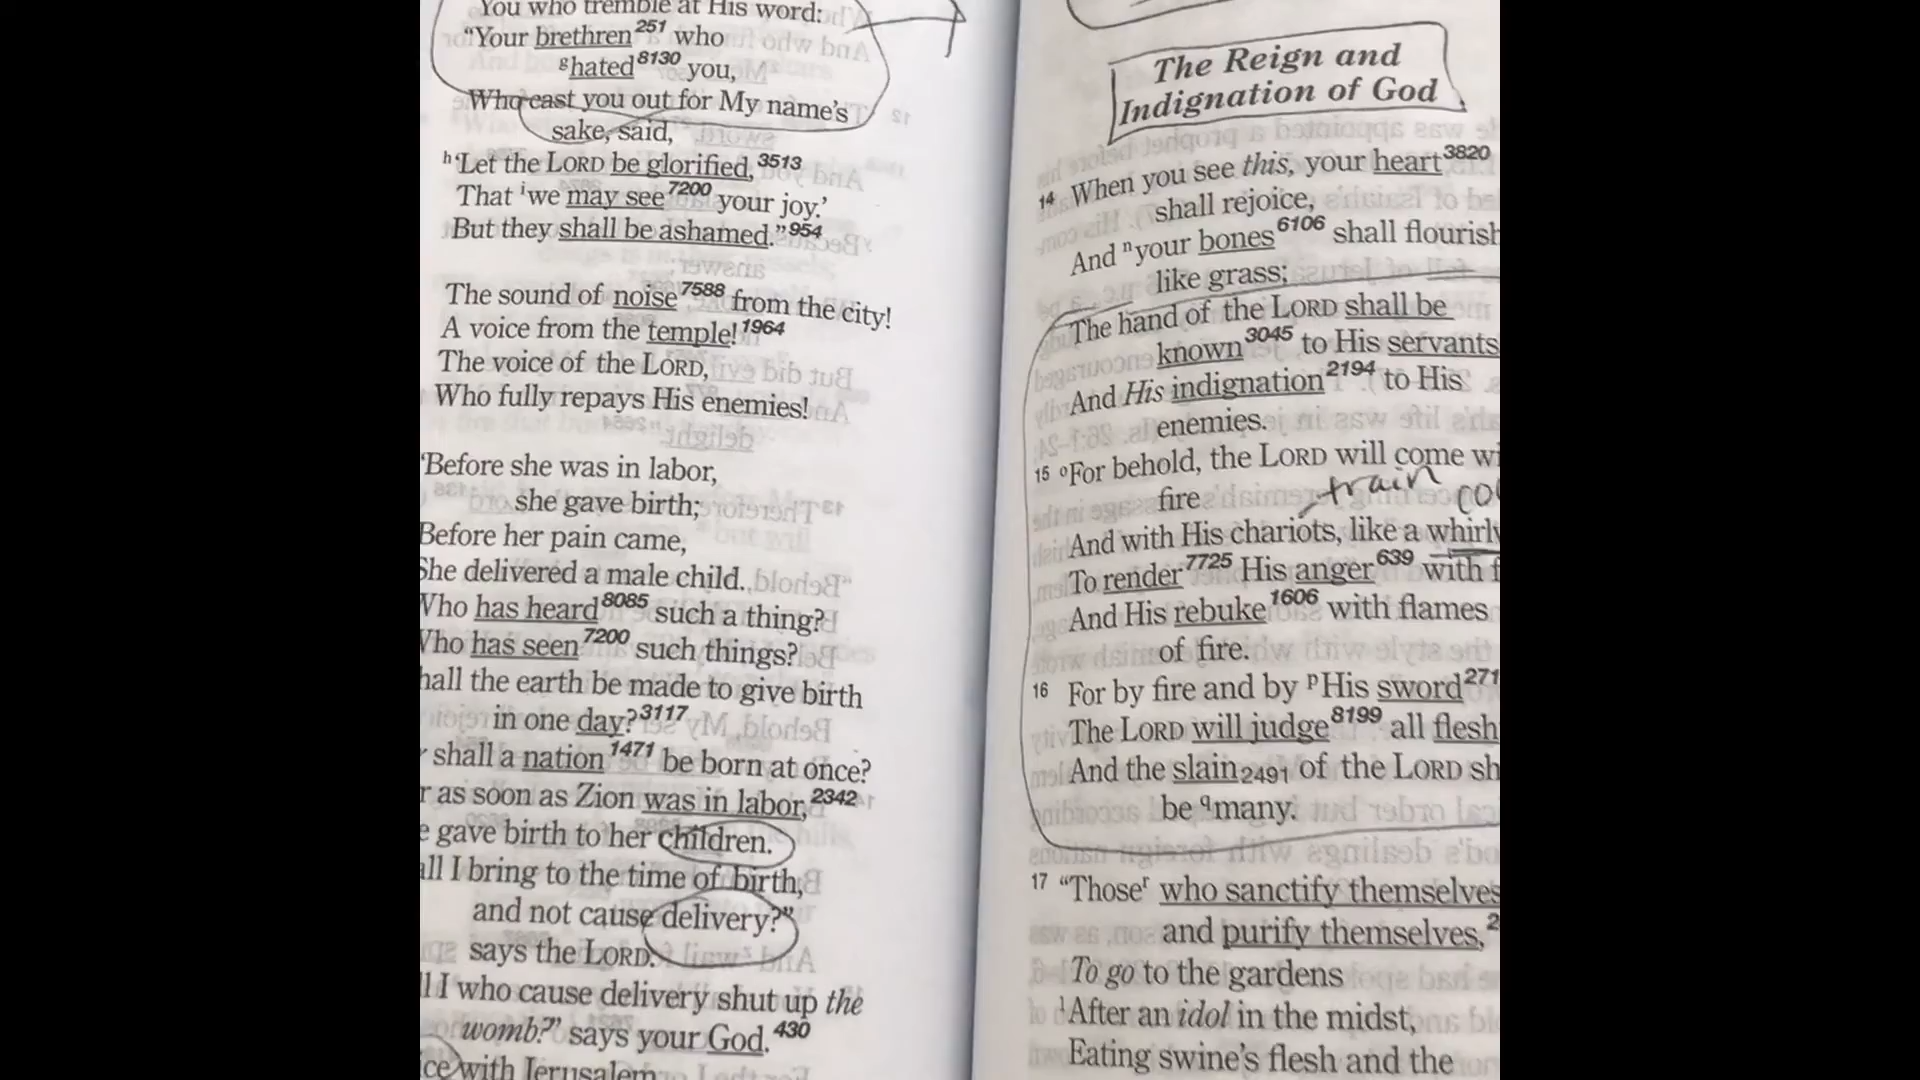 You who tremble at His word:
"Your brethren251 who
ghated8130 you,
Who cast you out for My name's
sake, said,
h'Let the LORD be glorified,3513
That iwe may see7200 your joy.'
But they shall be ashamed."954
The sound of noise7588 from the city!
A voice from the temple!1964
The voice of the LORD,
Who fully repays His enemies!
"Before she was in labor,
she gave birth;
Before her pain came,
She delivered a male child.
Who has heard8085 such a thing?
Who has seen7200 such things?
hall the earth be made to give birth
in one day?3117
shall a nation1471 be born at once?
r as soon as Zion was in labor,2342
e gave birth to her children.
all I bring to the time of birth,
and not cause delivery?"
says the LORD.
ll I who cause delivery shut up the
womb?" says your God.430
ce with Jerusalem
The Reign and
Indignation of God
14 When you see this, your heart3820
shall rejoice,
And nyour bones6106 shall flourish
like grass;
The hand of the LORD shall be
known3045 to His servants
And His indignation2194 to His
enemies.
15 oFor behold, the LORD will come wi
fire
train co
And with His chariots, like a whirlw
To render7725 His anger639 with f
And His rebuke1606 with flames
of fire.
16 For by fire and by pHis sword271
The LORD will judge8199 all flesh
And the slain2491 of the LORD sh
be qmany.
17 "Thoser who sanctify themselves
and purify themselves,2
To go to the gardens
1After an idol in the midst,
Eating swine's flesh and the